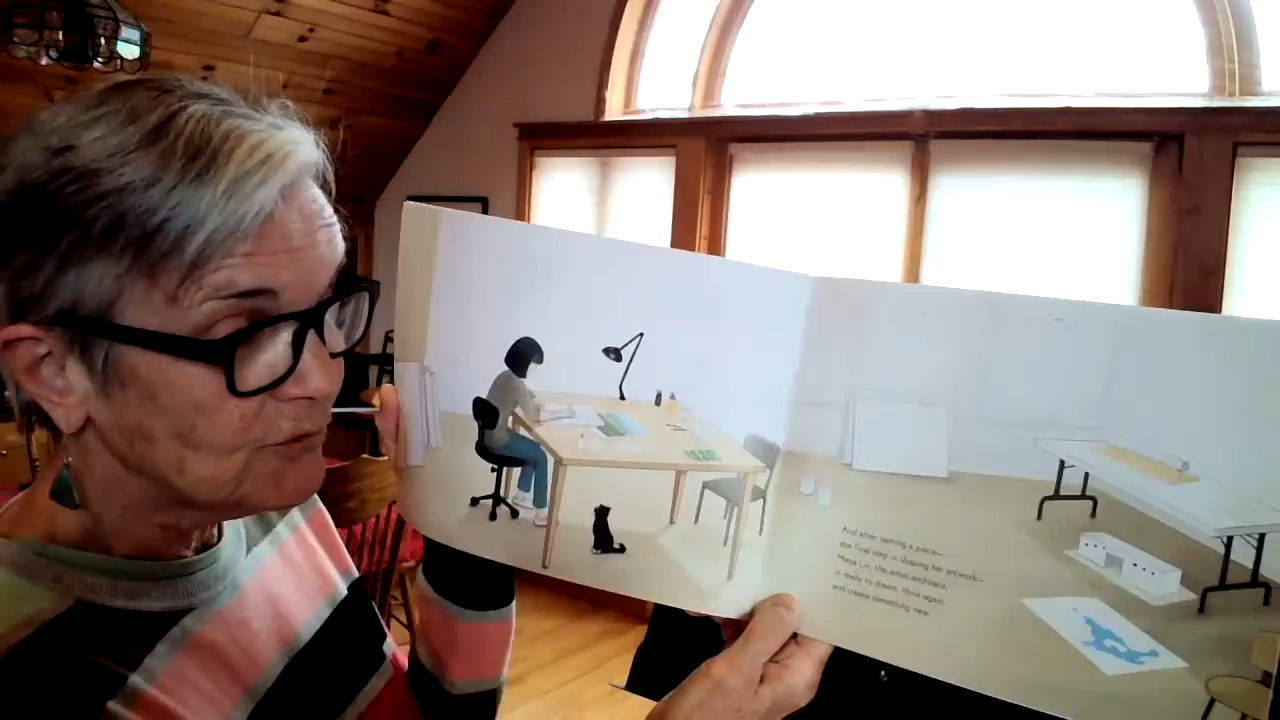 And after naming a piece—
the final step in shaping her artwork—
Maya Lin, the artist-architect,
is ready to dream, think again,
and create something new.